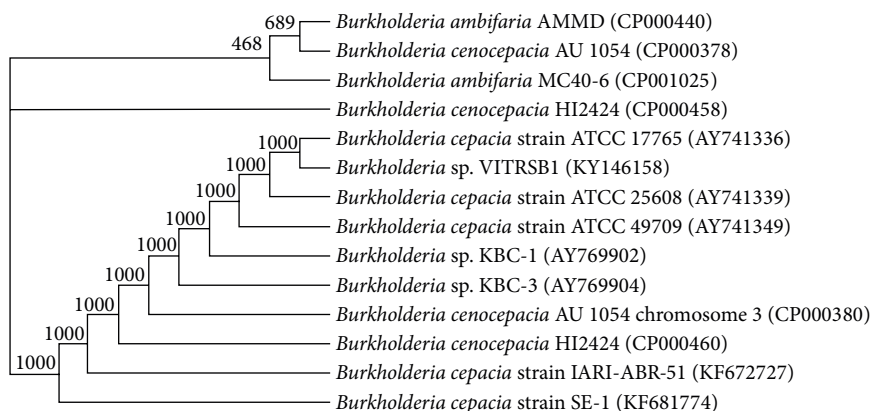 689
Burkholderia ambifaria AMMD (CP000440)
468
Burkholderia cenocepacia AU 1054 (CP000378)
Burkholderia ambifaria MC40-6 (CP001025)
Burkholderia cenocepacia HI2424 (CP000458)
1000
Burkholderia cepacia strain ATCC 17765 (AY741336)
1000
Burkholderia sp. VITRSB1 (KY146158)
1000
Burkholderia cepacia strain ATCC 25608 (AY741339)
1000
Burkholderia cepacia strain ATCC 49709 (AY741349)
1000
Burkholderia sp. KBC-1 (AY769902)
1000
Burkholderia sp. KBC-3 (AY769904)
1000
Burkholderia cenocepacia AU 1054 chromosome 3 (CP000380)
1000
Burkholderia cenocepacia HI2424 (CP000460)
1000
Burkholderia cepacia strain IARI-ABR-51 (KF672727)
Burkholderia cepacia strain SE-1 (KF681774)